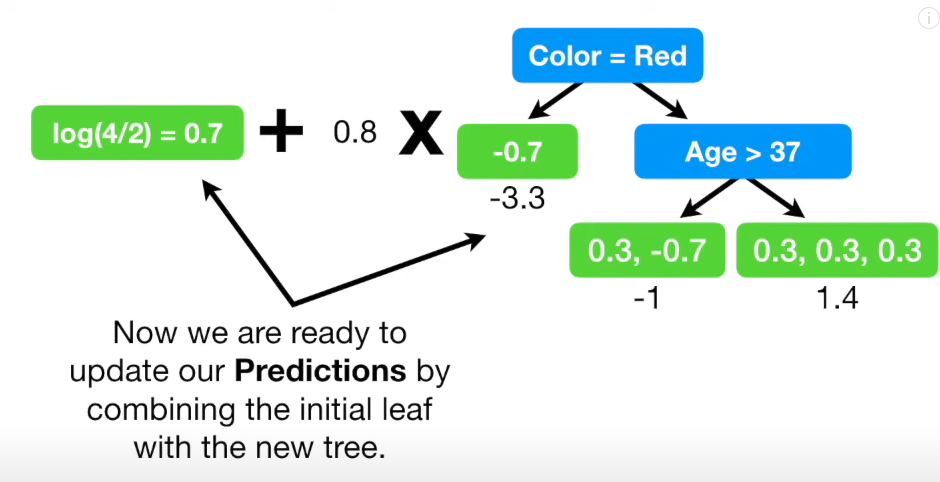 Color = Red
log(4/2) = 0.7 + 0.8 X
-0.7
Age > 37
-3.3
0.3, -0.7
0.3, 0.3, 0.3
-1
1.4
Now we are ready to
update our Predictions by
combining the initial leaf
with the new tree.